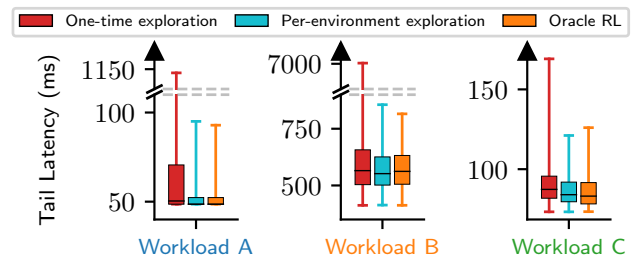 One-time exploration Per-environment exploration Oracle RL
Tail Latency (ms)
1150
100
50
Workload A
7000
750
500
Workload B
150
100
Workload C